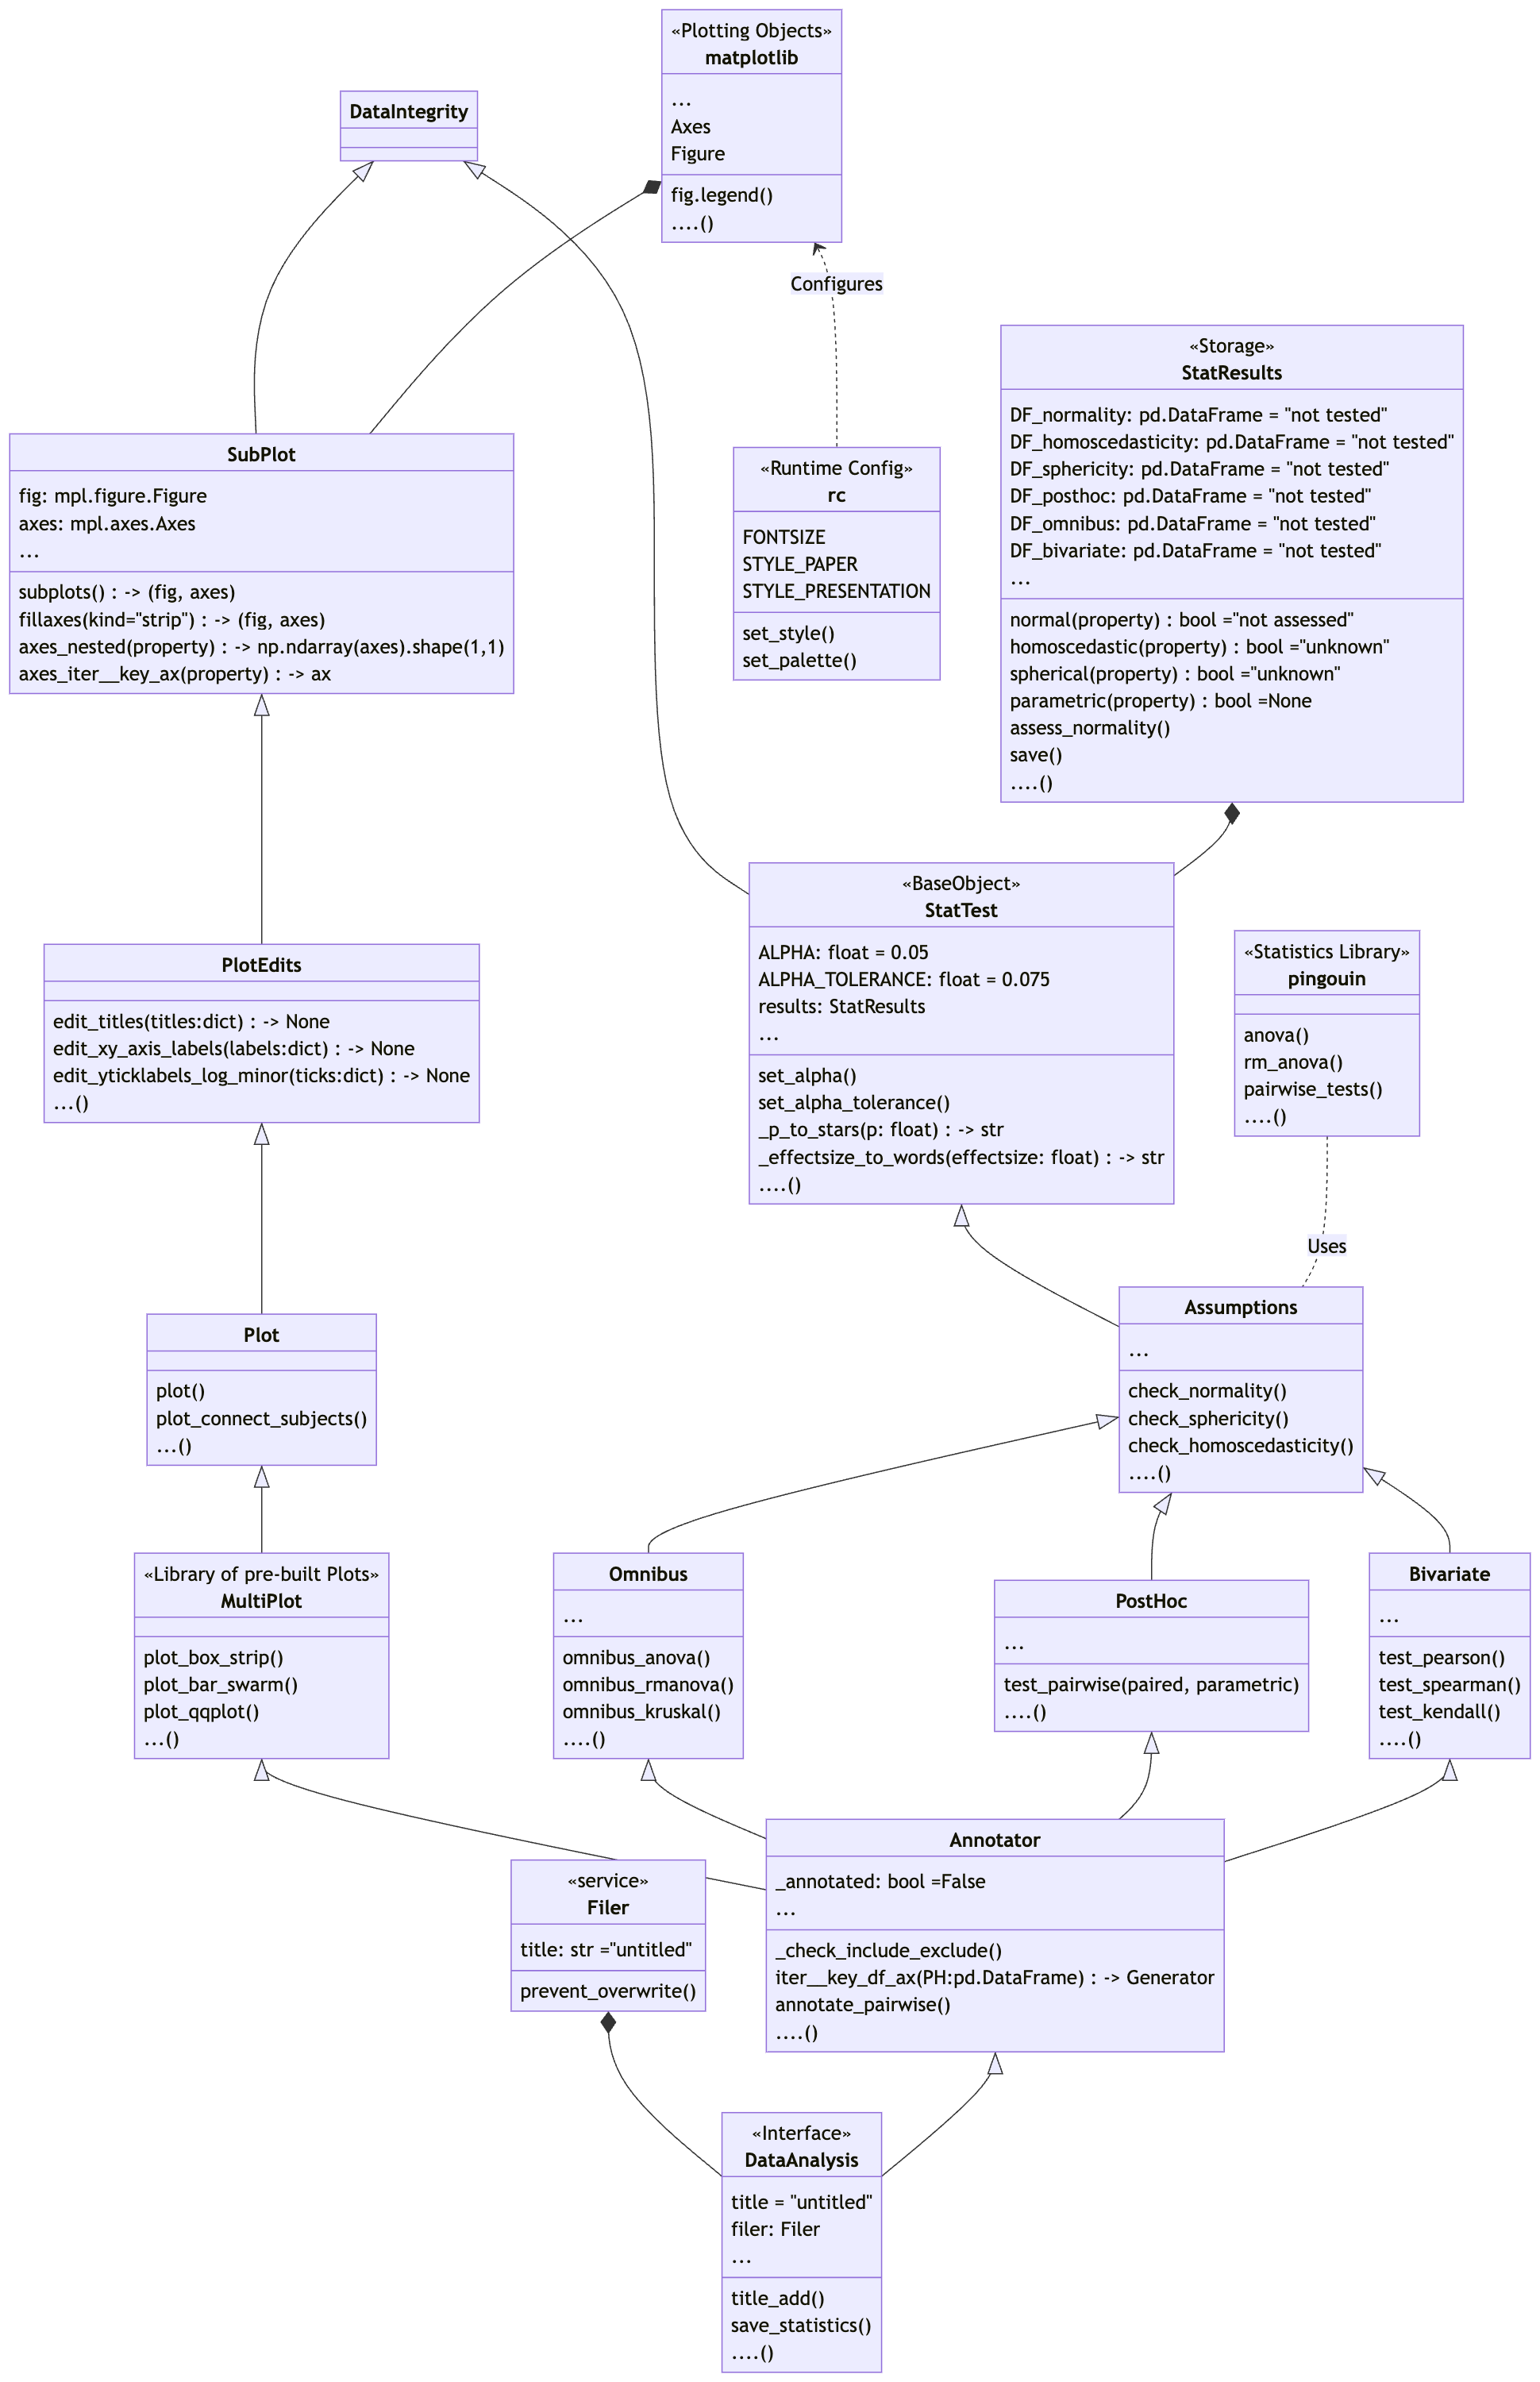 «Plotting Objects»
matplotlib
...
Axes
Figure
fig.legend()
....()
DataIntegrity
Configures
«Storage»
StatResults
DF_normality: pd.DataFrame = "not tested"
DF_homoscedasticity: pd.DataFrame = "not tested"
DF_sphericity: pd.DataFrame = "not tested"
DF_posthoc: pd.DataFrame = "not tested"
DF_omnibus: pd.DataFrame = "not tested"
DF_bivariate: pd.DataFrame = "not tested"
...
normal(property) : bool ="not assessed"
homoscedastic(property) : bool ="unknown"
spherical(property) : bool ="unknown"
parametric(property) : bool =None
assess_normality()
save()
....()
SubPlot
fig: mpl.figure.Figure
axes: mpl.axes.Axes
...
subplots() : -> (fig, axes)
fillaxes(kind="strip") : -> (fig, axes)
axes_nested(property) : -> np.ndarray(axes).shape(1,1)
axes_iter__key_ax(property) : -> ax
«Runtime Config»
rc
FONTSIZE
STYLE_PAPER
STYLE_PRESENTATION
set_style()
set_palette()
«BaseObject»
StatTest
ALPHA: float = 0.05
ALPHA_TOLERANCE: float = 0.075
results: StatResults
...
set_alpha()
set_alpha_tolerance()
_p_to_stars(p: float) : -> str
_effectsize_to_words(effectsize: float) : -> str
....()
«Statistics Library»
pingouin
anova()
rm_anova()
pairwise_tests()
....()
PlotEdits
edit_titles(titles:dict) : -> None
edit_xy_axis_labels(labels:dict) : -> None
edit_yticklabels_log_minor(ticks:dict) : -> None
...()
Uses
Plot
plot()
plot_connect_subjects()
...()
Assumptions
...
check_normality()
check_sphericity()
check_homoscedasticity()
....()
«Library of pre-built Plots»
MultiPlot
plot_box_strip()
plot_bar_swarm()
plot_qqplot()
...()
Omnibus
...
omnibus_anova()
omnibus_rmanova()
omnibus_kruskal()
....()
PostHoc
...
test_pairwise(paired, parametric)
....()
Bivariate
...
test_pearson()
test_spearman()
test_kendall()
....()
«service»
Filer
title: str ="untitled"
prevent_overwrite()
Annotator
_annotated: bool =False
...
_check_include_exclude()
iter__key_df_ax(PH:pd.DataFrame) : -> Generator
annotate_pairwise()
....()
«Interface»
DataAnalysis
title = "untitled"
filer: Filer
...
title_add()
save_statistics()
....()